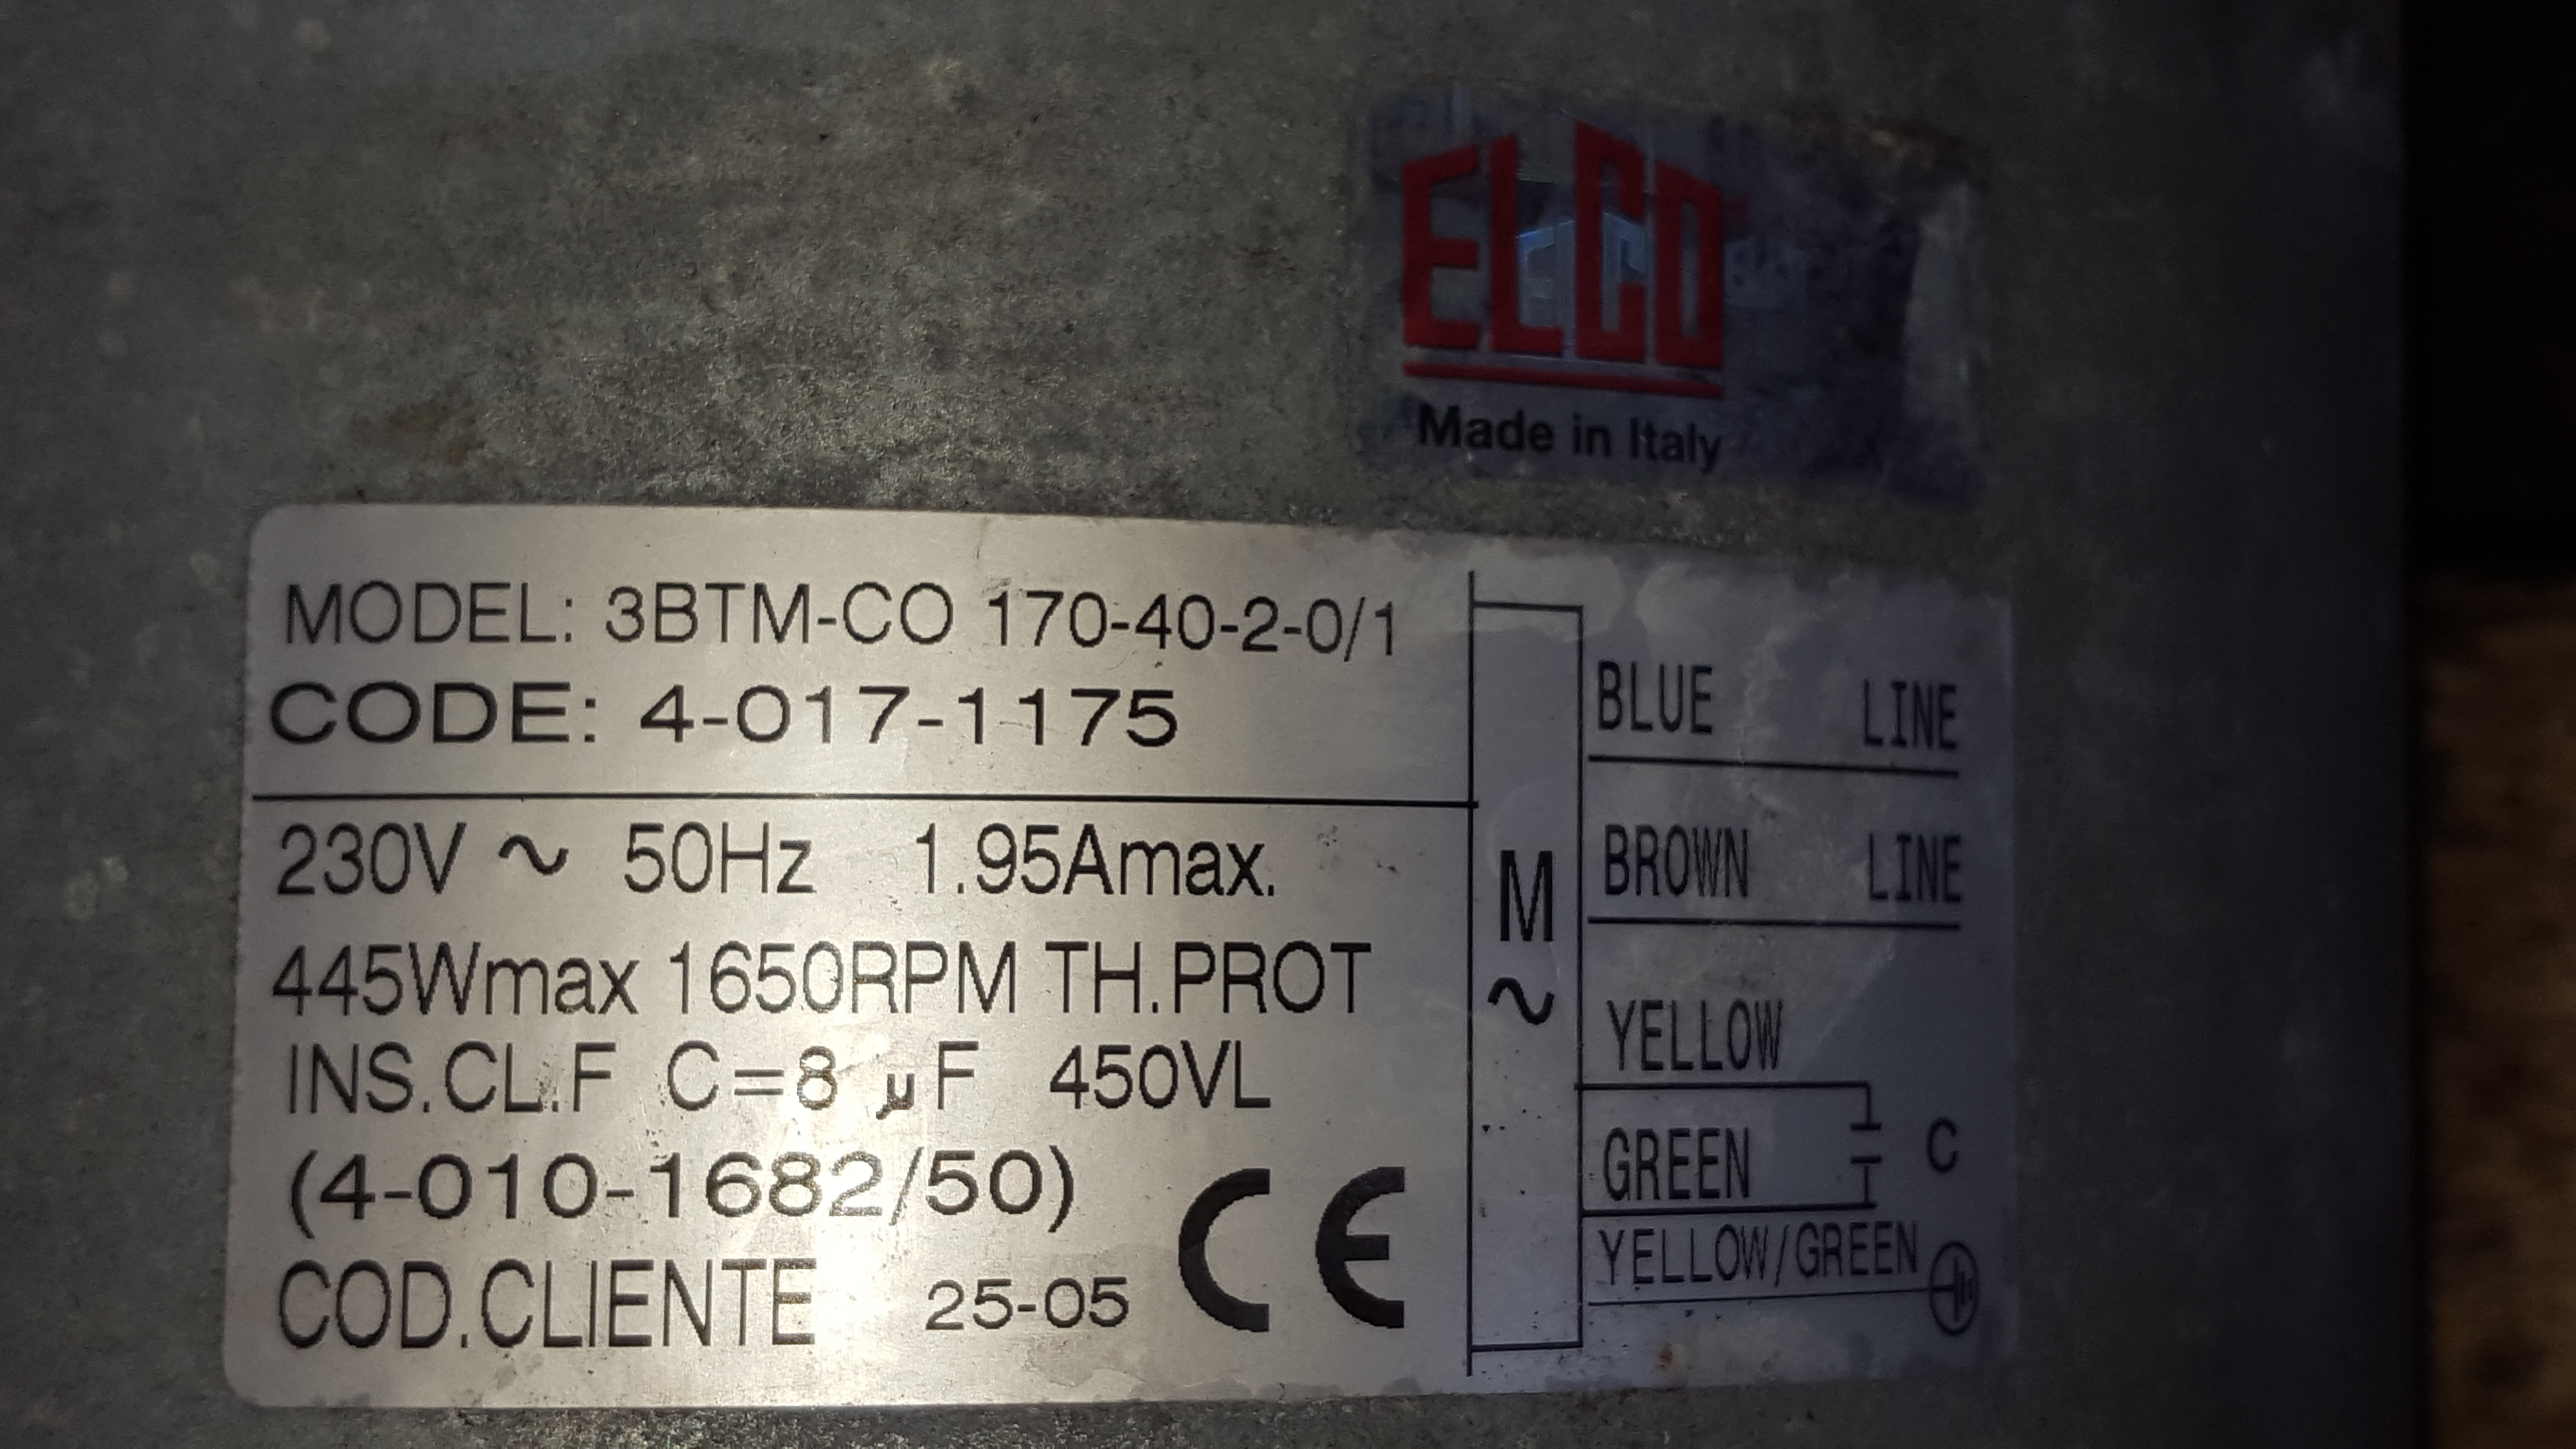 ELCO
Made in Italy
MODEL: 3BTM-CO 170-40-2-0/1
CODE: 4-017-1175
230V ~ 50Hz 1.95Amax.
445Wmax 1650RPM TH.PROT
INS.CL.F C=8 µF 450VL
(4-010-1682/50)
COD.CLIENTE 25-05 CE
M
~
BLUE LINE
BROWN LINE
YELLOW
GREEN C
YELLOW/GREEN